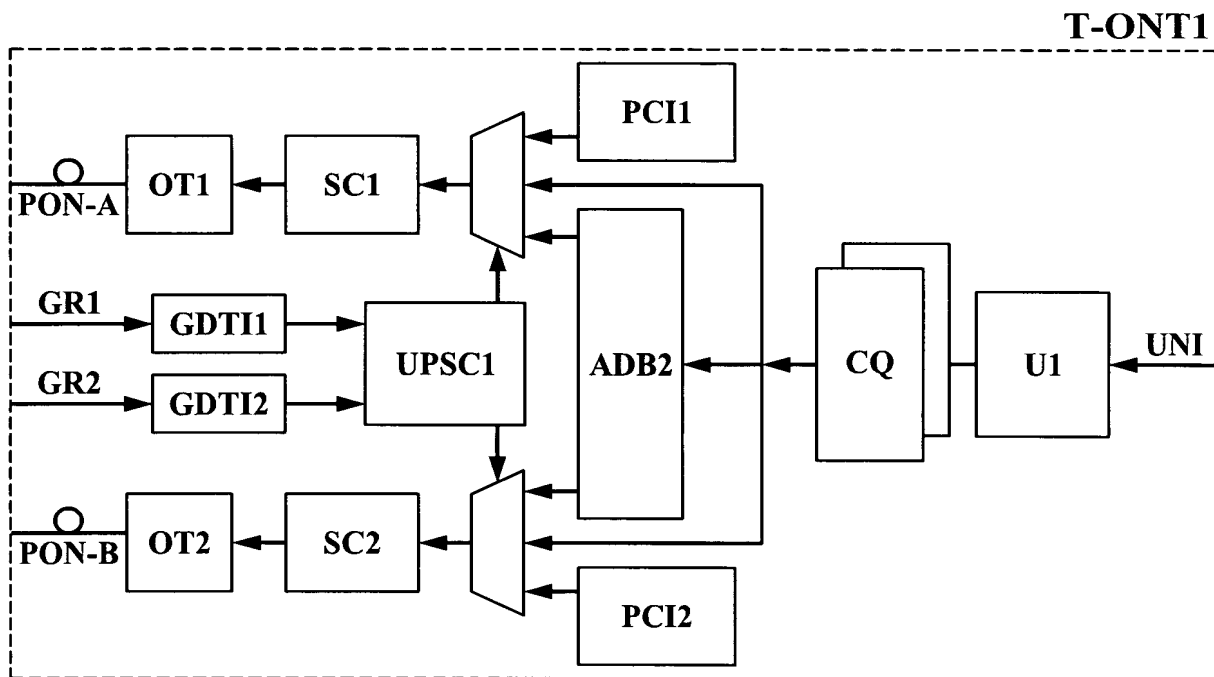 T-ONT1
PCI1
OT1
SC1
PON-A
GR1
GDTI1
UPSC1
ADB2
CQ
U1
UNI
GR2
GDTI2
OT2
SC2
PON-B
PCI2